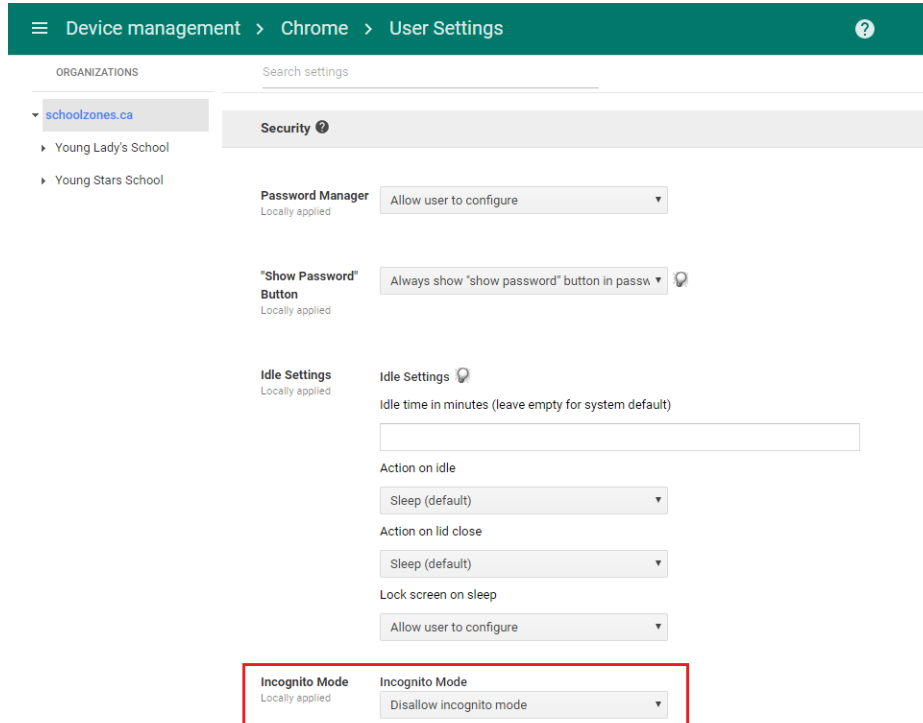 Device management > Chrome > User Settings
ORGANIZATIONS
Search settings
schoolzones.ca
Young Lady's School
Young Stars School
Security
Password Manager
Locally applied
Allow user to configure
"Show Password"
Button
Locally applied
Always show "show password" button in passw
Idle Settings
Locally applied
Idle Settings
Idle time in minutes (leave empty for system default)
Action on idle
Sleep (default)
Action on lid close
Sleep (default)
Lock screen on sleep
Allow user to configure
Incognito Mode
Locally applied
Incognito Mode
Disallow incognito mode